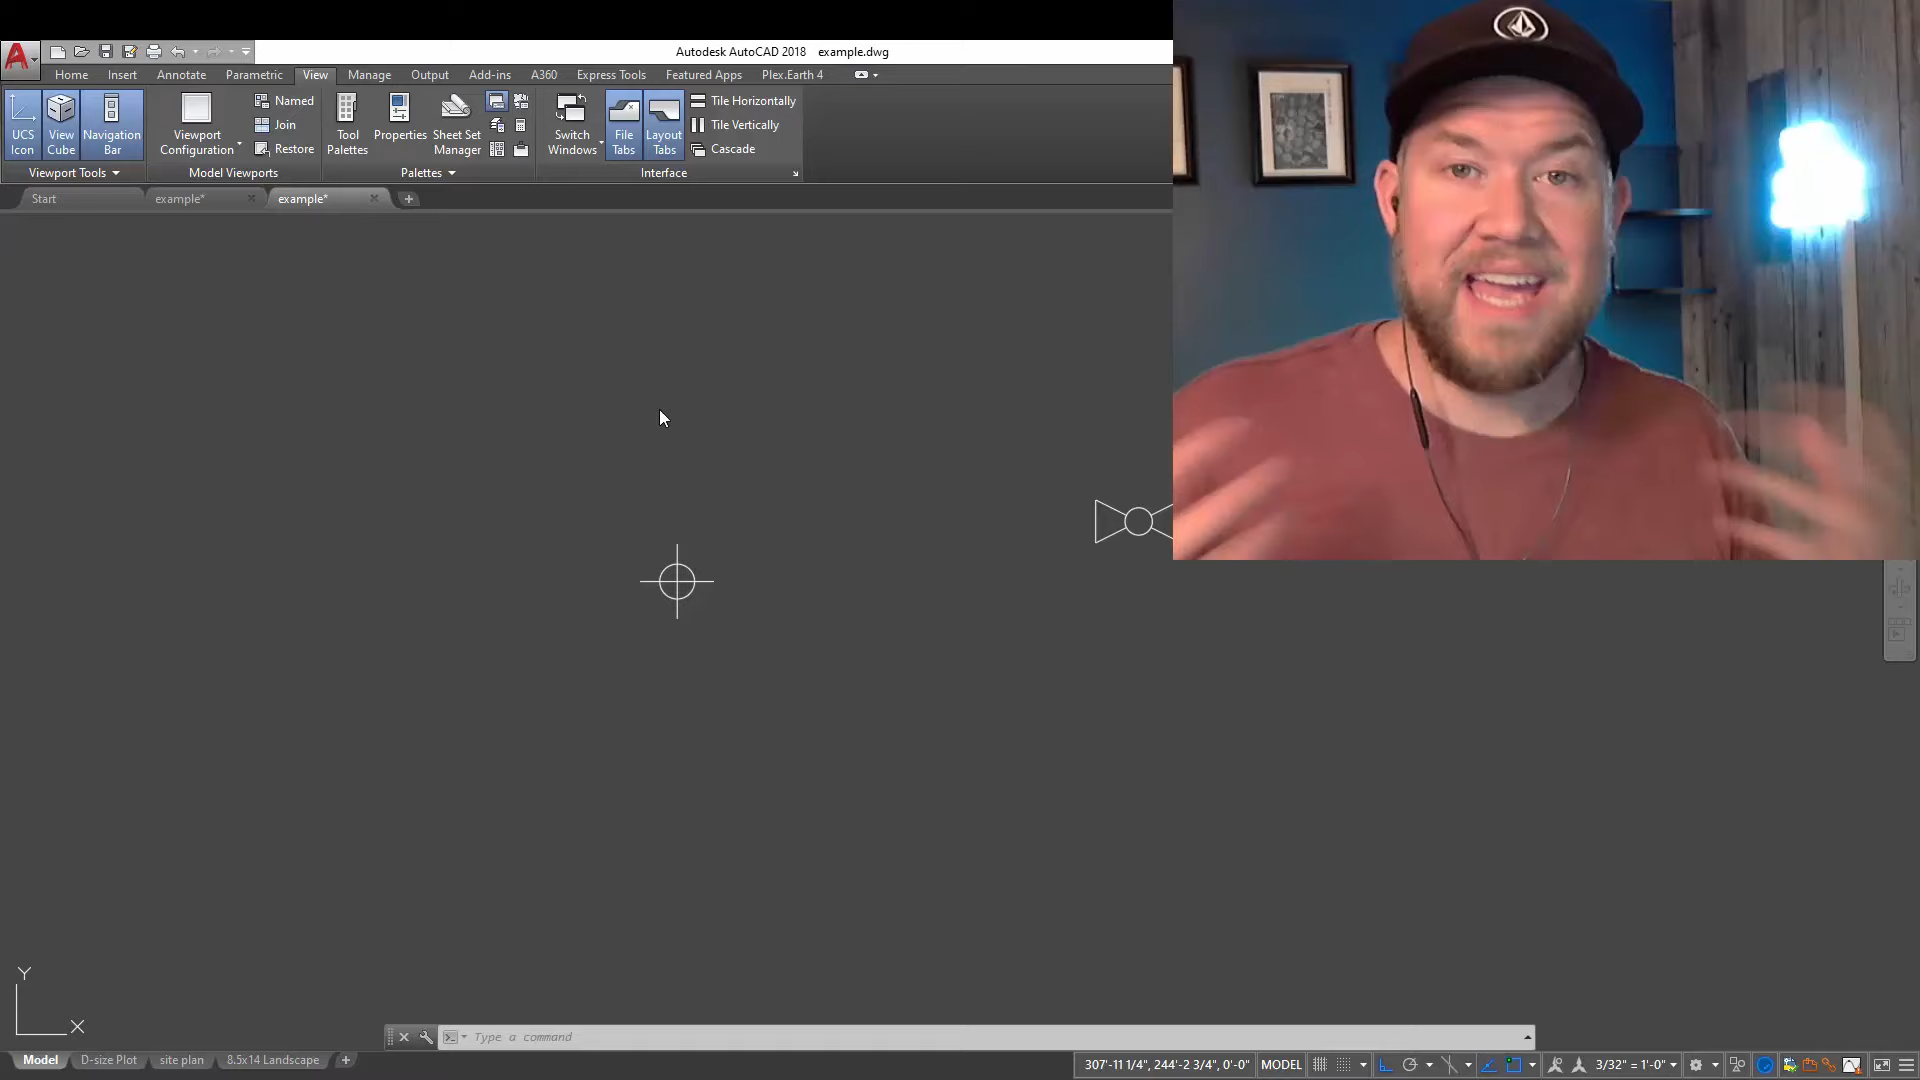 Autodesk AutoCAD 2018 example.dwg
Home Insert Annotate Parametric View Manage Output Add-ins A360 Express Tools Featured Apps Plex.Earth 4
UCS Icon
View Cube
Navigation Bar
Viewport Configuration
Named
Join
Restore
Tool Palettes
Properties
Sheet Set Manager
Switch Windows
File Tabs
Layout Tabs
Tile Horizontally
Tile Vertically
Cascade
Viewport Tools Model Viewports Palettes Interface
Start example* example*
Y
X
Type a command
Model D-size Plot site plan 8.5x14 Landscape
307'-11 1/4", 244'-2 3/4", 0'-0" MODEL 3/32" = 1'-0"